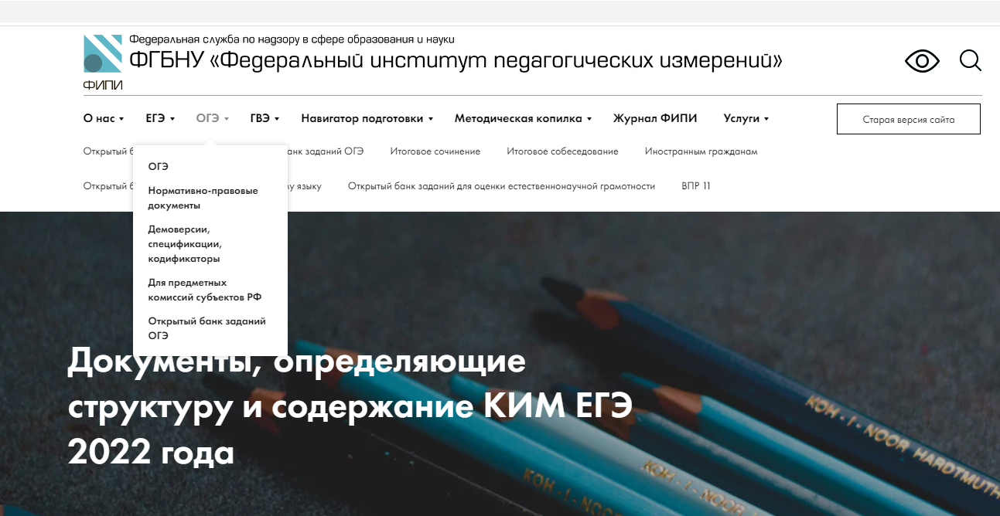 Федеральная служба по надзору в сфере образования и науки
ФГБНУ «Федеральный институт педагогических измерений»
ФИПИ
О нас ЕГЭ ОГЭ ГВЭ Навигатор подготовки Методическая копилка Журнал ФИПИ Услуги Старая версия сайта
Открытый заданий ОГЭ Итоговое сочинение Итоговое собеседование Иностранным гражданам
Открытый языку Открытый банк заданий для оценки естественнонаучной грамотности ВПР 11
ОГЭ
Нормативно-правовые
документы
Демоверсии,
спецификации,
кодификаторы
Для предметных
комиссий субъектов РФ
Открытый банк заданий
ОГЭ
Документы, определяющие
структуру и содержание КИМ ЕГЭ
2022 года
KOH-I-NOOR HARDTMUTH
KOH-I-NOOR
KOH-I-NOOR